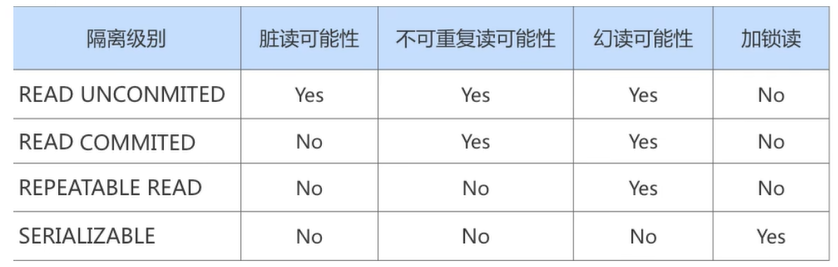 隔离级别 脏读可能性 不可重复读可能性 幻读可能性 加锁读
READ UNCONMITED Yes Yes Yes No
READ COMMITED No Yes Yes No
REPEATABLE READ No No Yes No
SERIALIZABLE No No No Yes